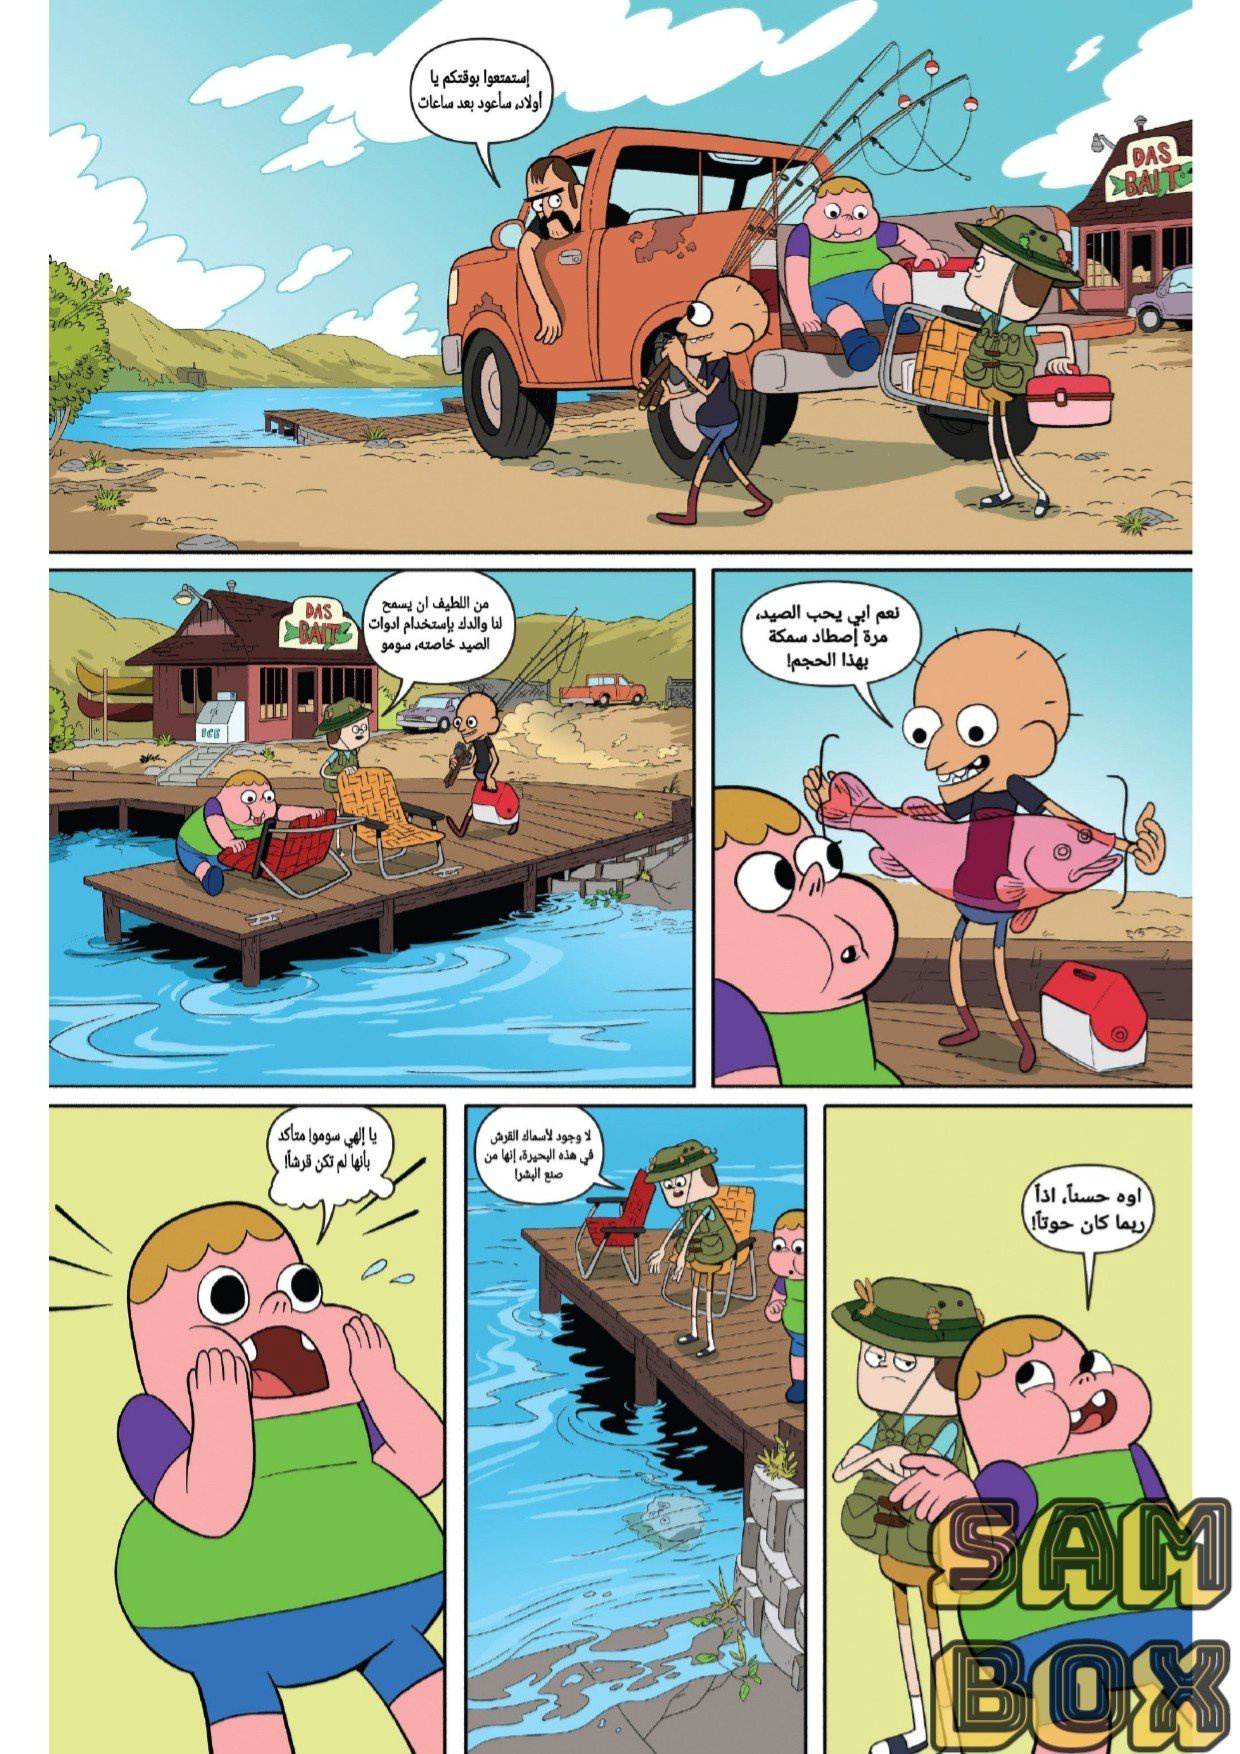 إستمتعوا بوقتكم يا
أولاد، سأعود بعد ساعات
DAS
BAIT
من اللطيف ان يسمح
لنا والدك بإستخدام ادوات
الصيد خاصته، سومو
DAS
BAIT
ICE
نعم ابي يحب الصيد،
مرة إصطاد سمكة
بهذا الحجم!
يا إلهي سومو! متأكد
بأنها لم تكن قرشاً!
لا وجود لأسماك القرش
في هذه البحيرة، إنها من
صنع البشر!
اوه حسناً، اذاً
ربما كان حوتاً!
SAM
BOX